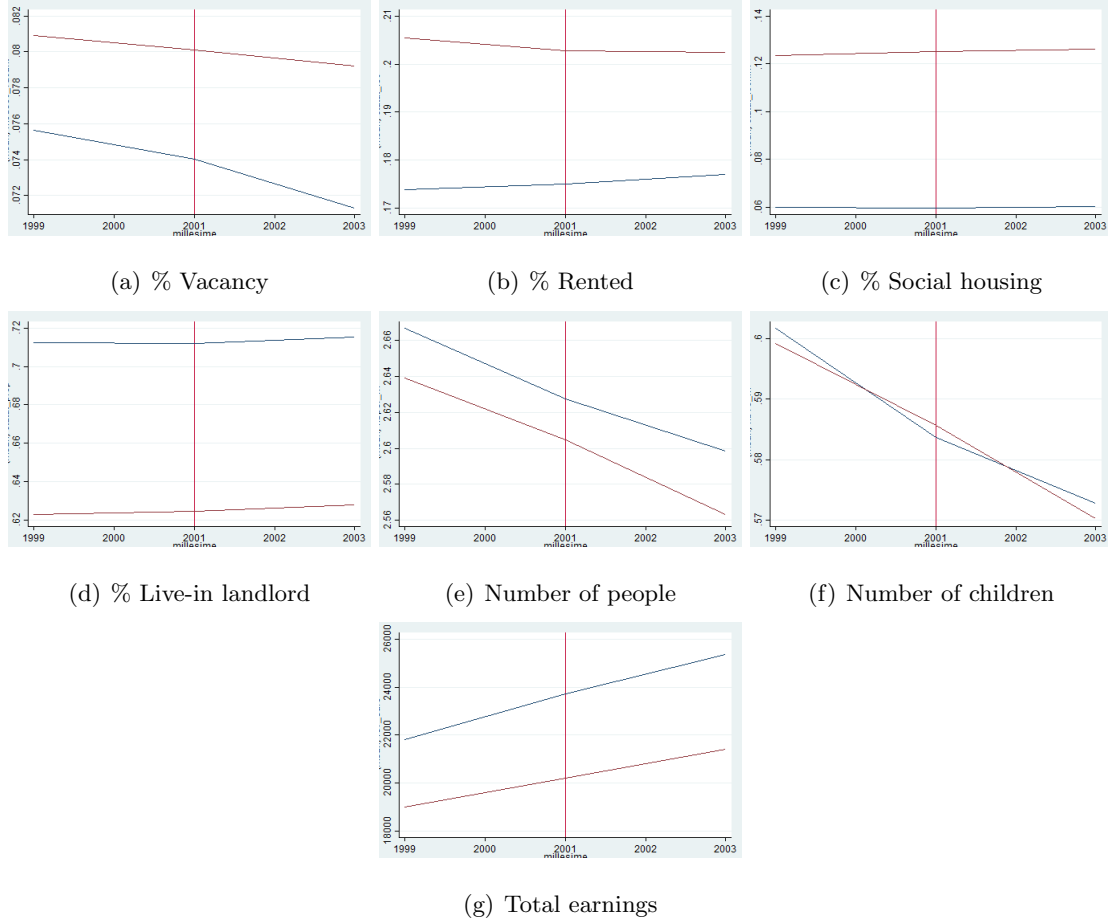 .082
.08
.078
.076
.074
.072
1999 2000 2001 2002 2003
millesime
(a) % Vacancy
.21
.2
.19
.18
.17
1999 2000 2001 2002 2003
millesime
(b) % Rented
.14
.12
.1
.08
.06
1999 2000 2001 2002 2003
millesime
(c) % Social housing
.72
.7
.68
.66
.64
.62
1999 2000 2001 2002 2003
millesime
(d) % Live-in landlord
2.66
2.64
2.62
2.6
2.58
2.56
1999 2000 2001 2002 2003
millesime
(e) Number of people
.6
.59
.58
.57
1999 2000 2001 2002 2003
millesime
(f) Number of children
26000
24000
22000
20000
18000
1999 2000 2001 2002 2003
millesime
(g) Total earnings